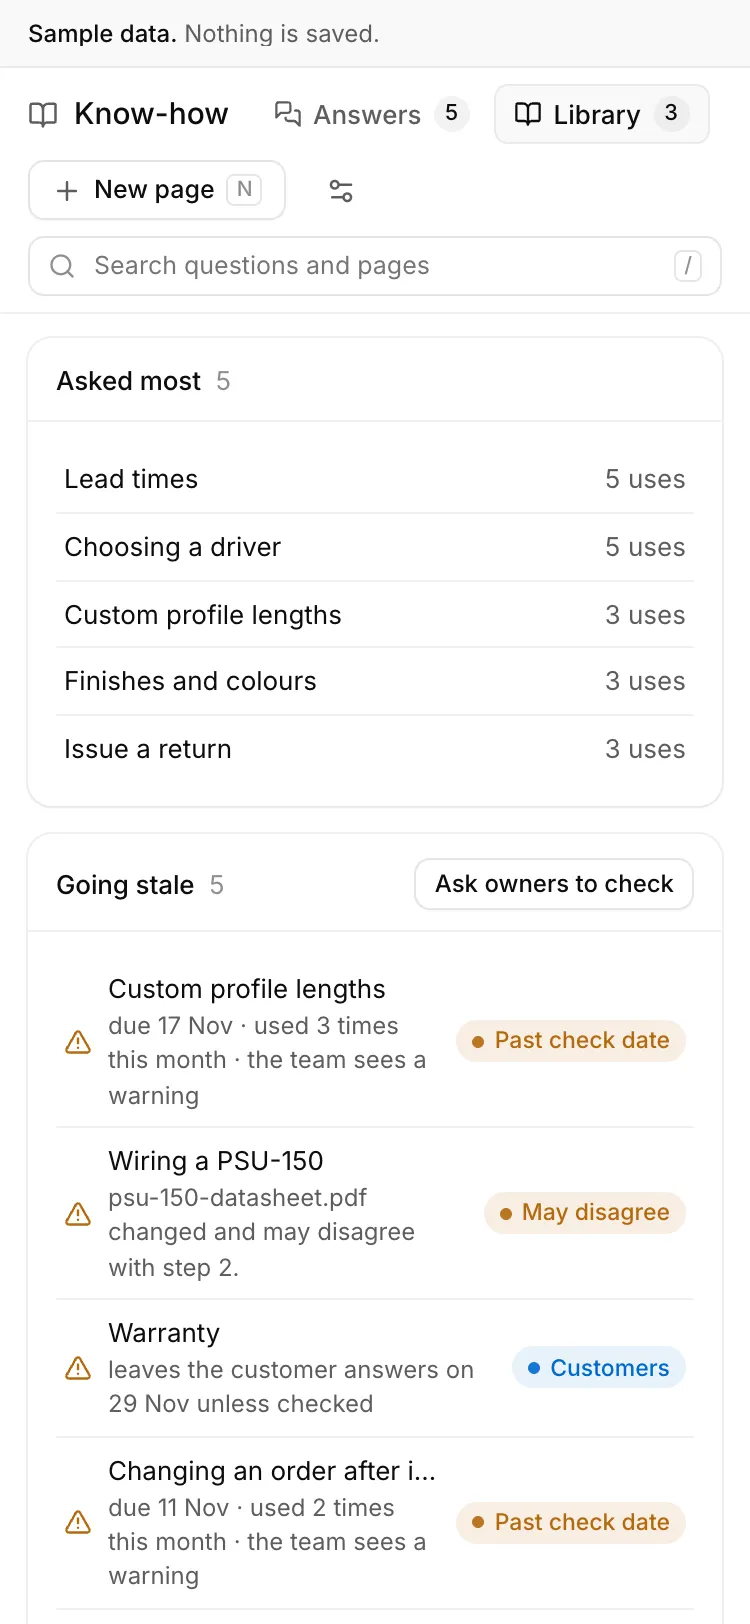 Sample data. Nothing is saved.
Know-how Answers 5 Library 3
New page N
Search questions and pages /
Asked most 5
Lead times 5 uses
Choosing a driver 5 uses
Custom profile lengths 3 uses
Finishes and colours 3 uses
Issue a return 3 uses
Going stale 5 Ask owners to check
Custom profile lengths
due 17 Nov · used 3 times
this month · the team sees a
warning
Past check date
Wiring a PSU-150
psu-150-datasheet.pdf
changed and may disagree
with step 2.
May disagree
Warranty
leaves the customer answers on
29 Nov unless checked
Customers
Changing an order after i...
due 11 Nov · used 2 times
this month · the team sees a
warning
Past check date